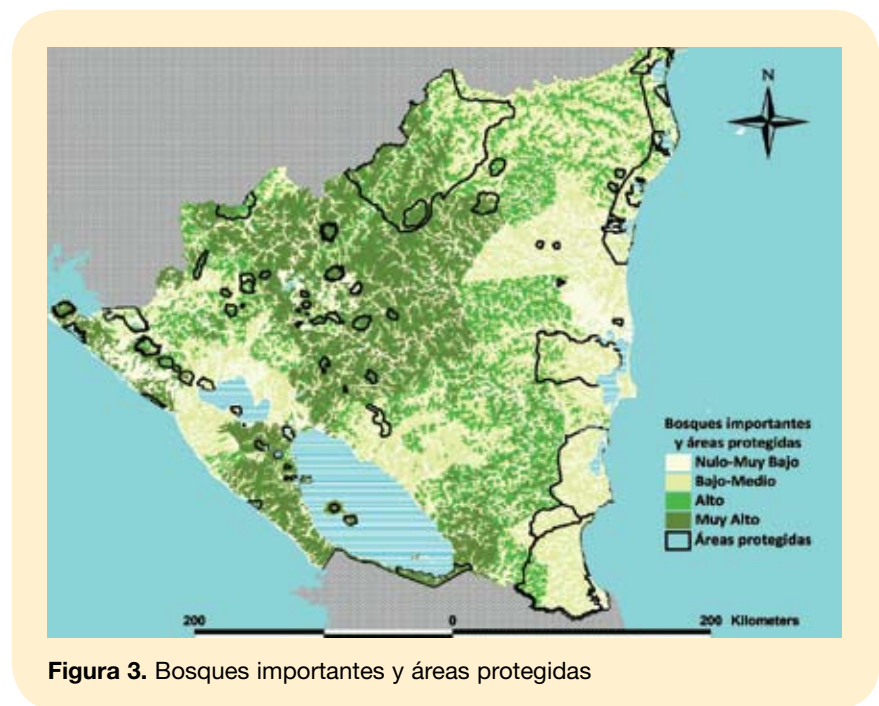 N
Bosques importantes
y áreas protegidas
Nulo-Muy Bajo
Bajo-Medio
Alto
Muy Alto
Áreas protegidas
200 0 200 Kilometers
Figura 3. Bosques importantes y áreas protegidas